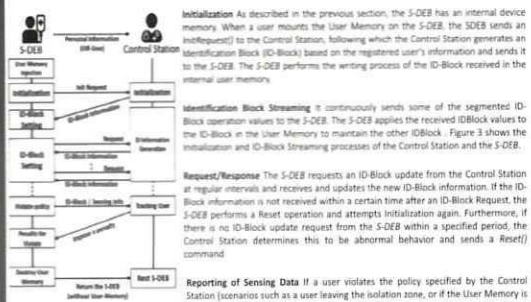 S-DEB
Personal Information
(Off-line)
Control Station
User Memory
Injection
Initialization
Init Request
Initialization
ID-Block Information
ID-Block
Setting
Request
ID-Block Information
ID Information
Generation
ID-Block
Setting
Request
ID-Block Information
Violate policy
ID-Block / Sensing info
Tracking User
Impose a penalty
Penalty for
Violate
Destroy User
Memory
Return the S-DEB
(without User-Memory)
Rest S-DEB
Initialization As described in the previous section, the S-DEB has an internal device
memory. When a user mounts the User Memory on the S-DEB, the SDEB sends an
InitRequest() to the Control Station, following which the Control Station generates an
Identification Block (ID-Block) based on the registered user's information and sends it
to the S-DEB. The S-DEB performs the writing process of the ID-Block received in the
internal user memory
Identification Block Streaming It continuously sends some of the segmented ID-
Block operation values to the S-DEB. The S-DEB applies the received IDBlock values to
the ID-Block in the User Memory to maintain the other IDBlock . Figure 3 shows the
Initialization and ID-Block Streaming processes of the Control Station and the S-DEB.
Request/Response The S-DEB requests an ID-Block update from the Control Station
at regular intervals and receives and updates the new ID-Block information. If the ID-
Block information is not received within a certain time after an ID-Block Request, the
S-DEB performs a Reset operation and attempts Initialization again. Furthermore, if
there is no ID-Block update request from the S-DEB within a specified period, the
Control Station determines this to be abnormal behavior and sends a Reset()
command
Reporting of Sensing Data If a user violates the policy specified by the Control
Station (scenarios such as a user leaving the isolation zone, or if the User Memory is